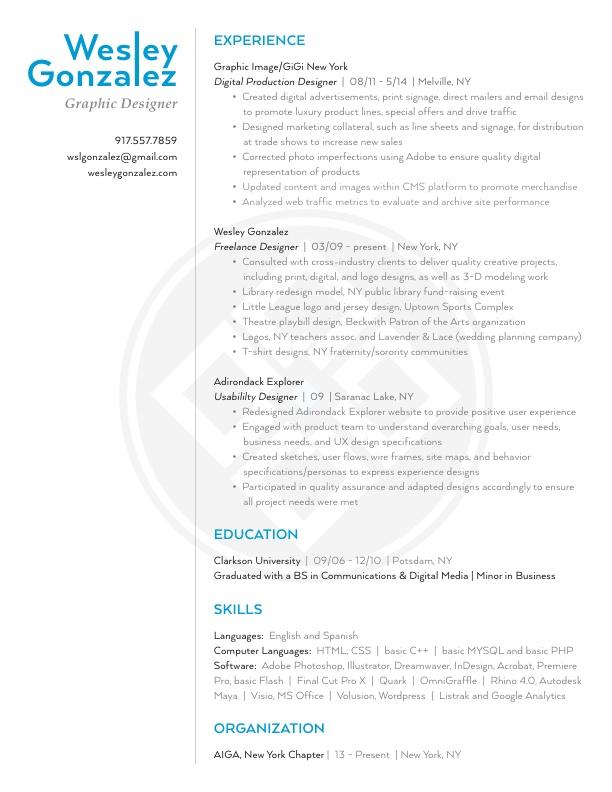 Wesley
Gonzalez
Graphic Designer
917.557.7859
wslgonzalez@gmail.com
wesleygonzalez.com
EXPERIENCE
Graphic Image/GiGi New York
Digital Production Designer | 08/11 - 5/14 | Melville, NY
• Created digital advertisements, print signage, direct mailers and email designs
to promote luxury product lines, special offers and drive traffic
• Designed marketing collateral, such as line sheets and signage, for distribution
at trade shows to increase new sales
• Corrected photo imperfections using Adobe to ensure quality digital
representation of products
• Updated content and images within CMS platform to promote merchandise
• Analyzed web traffic metrics to evaluate and archive site performance
Wesley Gonzalez
Freelance Designer | 03/09 - present | New York, NY
• Consulted with cross-industry clients to deliver quality creative projects,
including print, digital, and logo designs, as well as 3-D modeling work
• Library redesign model, NY public library fund-raising event
• Little League logo and jersey design, Uptown Sports Complex
• Theatre playbill design, Beckwith Patron of the Arts organization
• Logos, NY teachers assoc. and Lavender & Lace (wedding planning company)
• T-shirt designs, NY fraternity/sorority communities
Adirondack Explorer
Usabililty Designer | 09 | Saranac Lake, NY
• Redesigned Adirondack Explorer website to provide positive user experience
• Engaged with product team to understand overarching goals, user needs,
business needs, and UX design specifications
• Created sketches, user flows, wire frames, site maps, and behavior
specifications/personas to express experience designs
• Participated in quality assurance and adapted designs accordingly to ensure
all project needs were met
EDUCATION
Clarkson University | 09/06 - 12/10 | Potsdam, NY
Graduated with a BS in Communications & Digital Media | Minor in Business
SKILLS
Languages: English and Spanish
Computer Languages: HTML, CSS | basic C++ | basic MYSQL and basic PHP
Software: Adobe Photoshop, Illustrator, Dreamwaver, InDesign, Acrobat, Premiere
Pro, basic Flash | Final Cut Pro X | Quark | OmniGraffle | Rhino 4.0, Autodesk
Maya | Visio, MS Office | Volusion, Wordpress | Listrak and Google Analytics
ORGANIZATION
AIGA, New York Chapter | 13 - Present | New York, NY